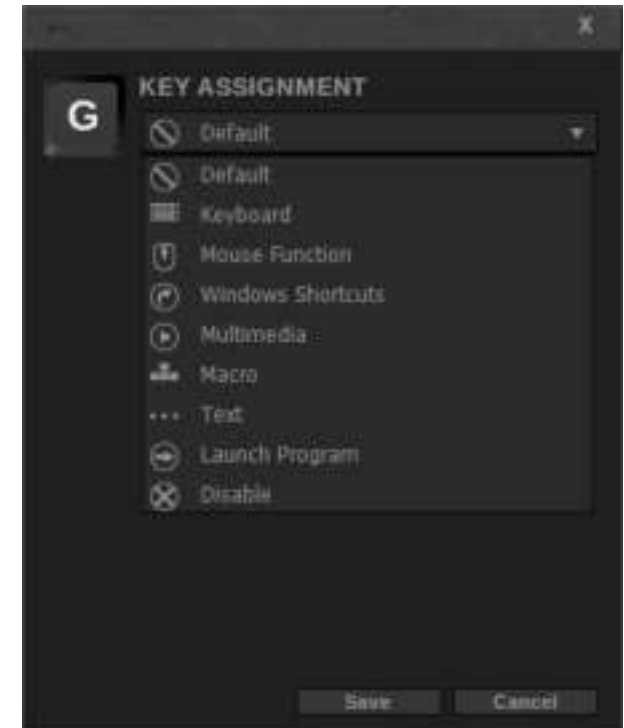 X
KEY ASSIGNMENT
G
Default
Default
Keyboard
Mouse Function
Windows Shortcuts
Multimedia
Macro
Text
Launch Program
Disable
Save Cancel